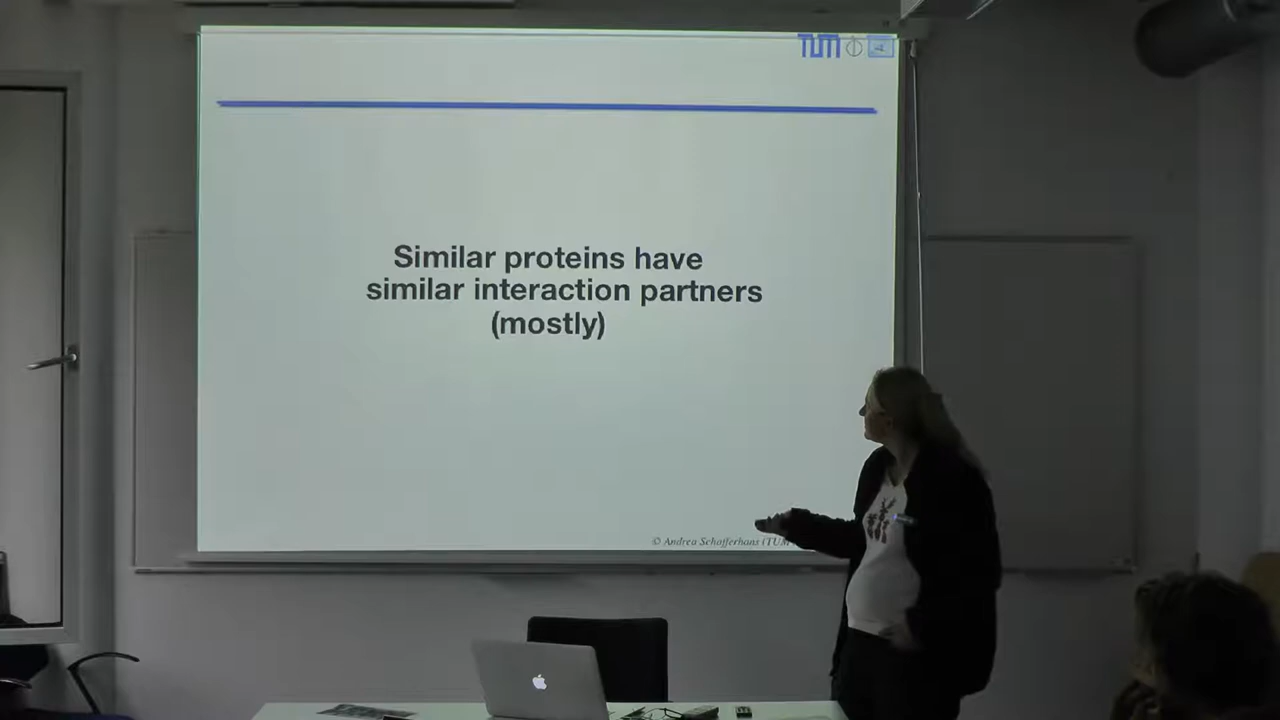 TUM
Similar proteins have
similar interaction partners
(mostly)
© Andrea Schafferhans (TUM